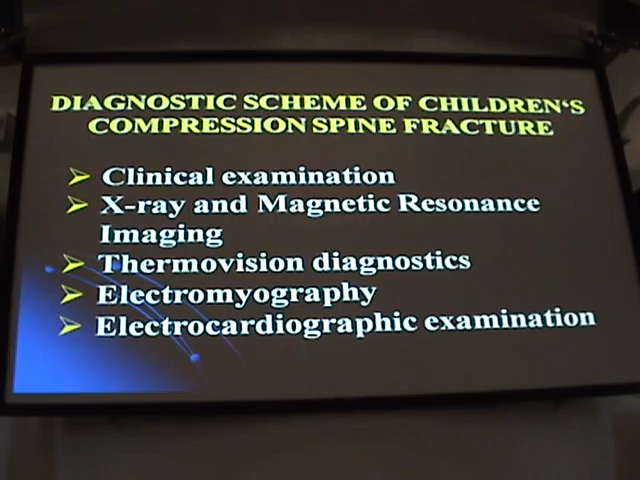 DIAGNOSTIC SCHEME OF CHILDREN‘S
COMPRESSION SPINE FRACTURE
➢ Clinical examination
➢ X-ray and Magnetic Resonance
Imaging
➢ Thermovision diagnostics
➢ Electromyography
➢ Electrocardiographic examination